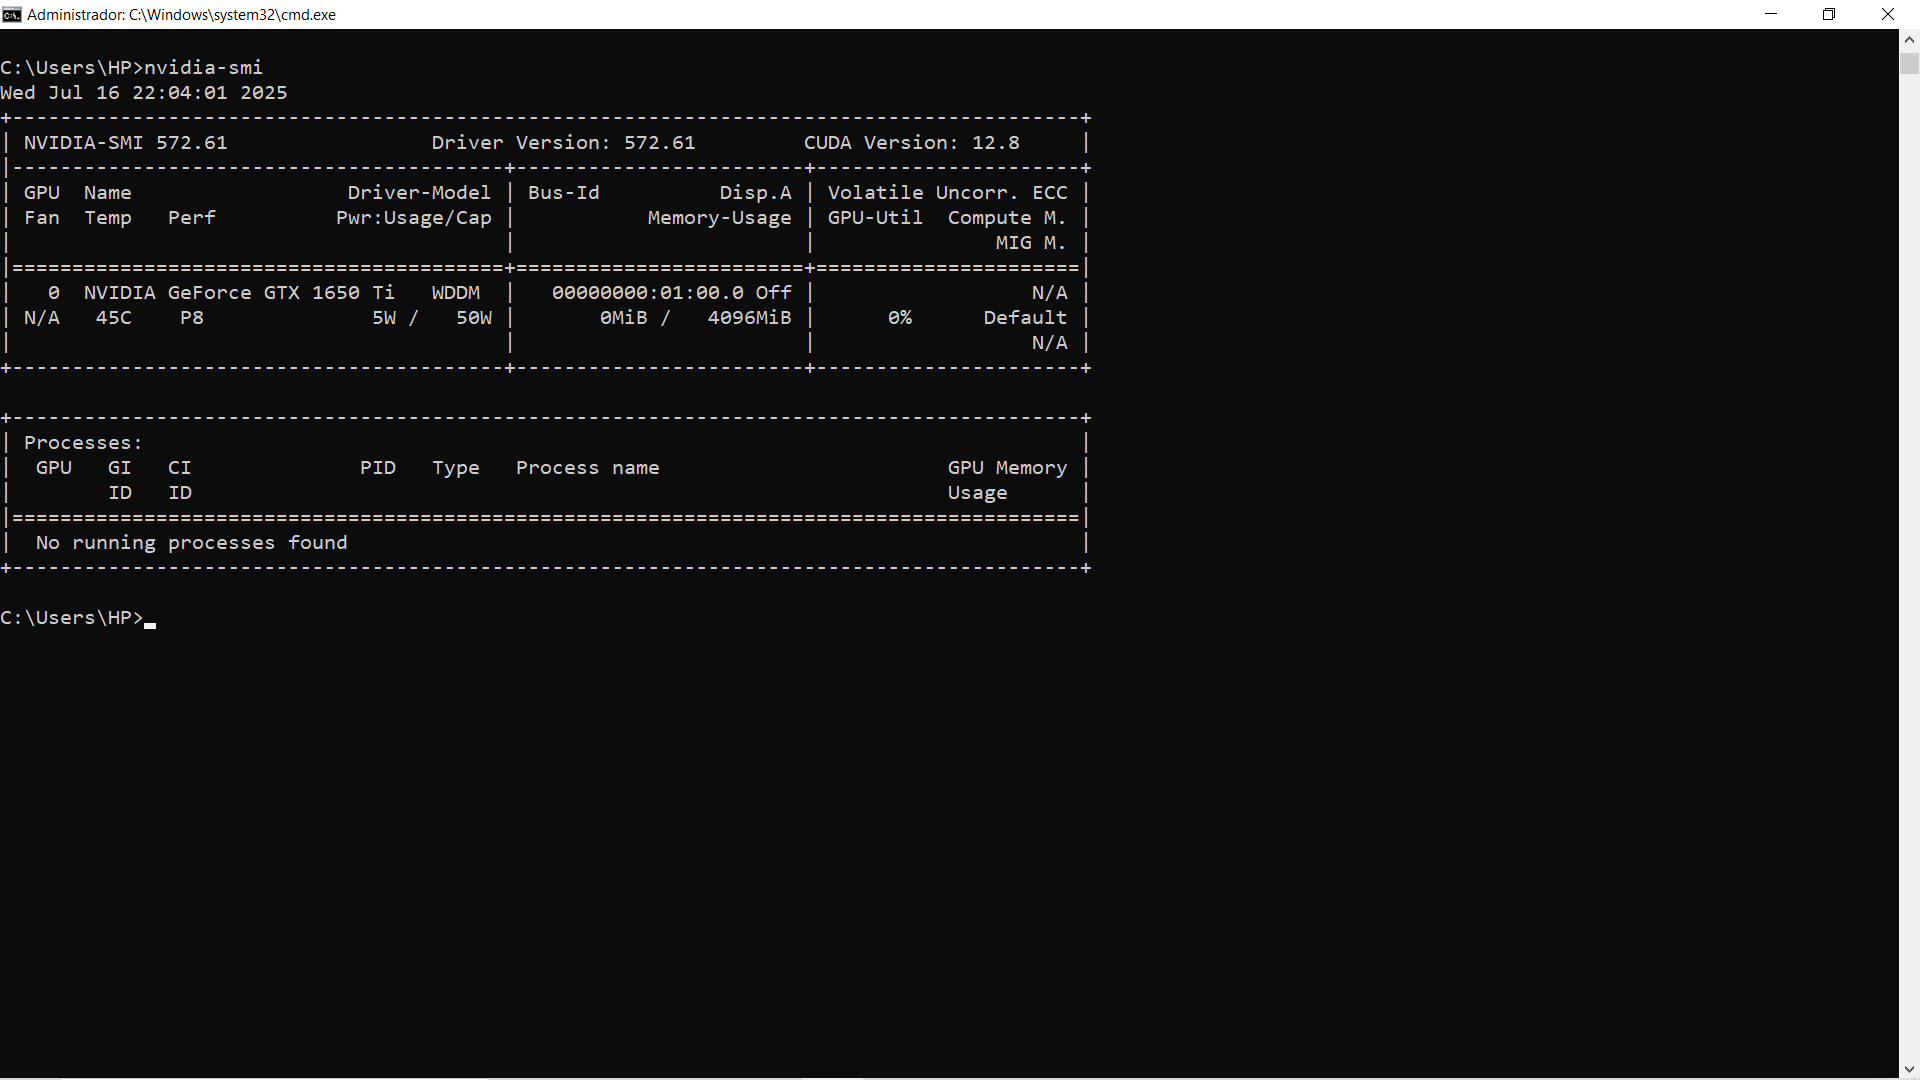 Administrador: C:\Windows\system32\cmd.exe
C:\Users\HP>nvidia-smi
Wed Jul 16 22:04:01 2025
+-----------------------------------------------------------------------------------------+
| NVIDIA-SMI 572.61                 Driver Version: 572.61         CUDA Version: 12.8     |
|-----------------------------------------+------------------------+----------------------+
| GPU  Name                  Driver-Model | Bus-Id          Disp.A | Volatile Uncorr. ECC |
| Fan  Temp   Perf          Pwr:Usage/Cap |           Memory-Usage | GPU-Util  Compute M. |
|                                         |                        |               MIG M. |
|=========================================+========================+======================|
|   0  NVIDIA GeForce GTX 1650 Ti   WDDM  |   00000000:01:00.0 Off |                  N/A |
| N/A   45C    P8              5W /   50W |       0MiB /   4096MiB |      0%      Default |
|                                         |                        |                  N/A |
+-----------------------------------------+------------------------+----------------------+
+-----------------------------------------------------------------------------------------+
| Processes:                                                                              |
|  GPU   GI   CI              PID   Type   Process name                        GPU Memory |
|        ID   ID                                                               Usage      |
|=========================================================================================|
|  No running processes found                                                             |
+-----------------------------------------------------------------------------------------+
C:\Users\HP>